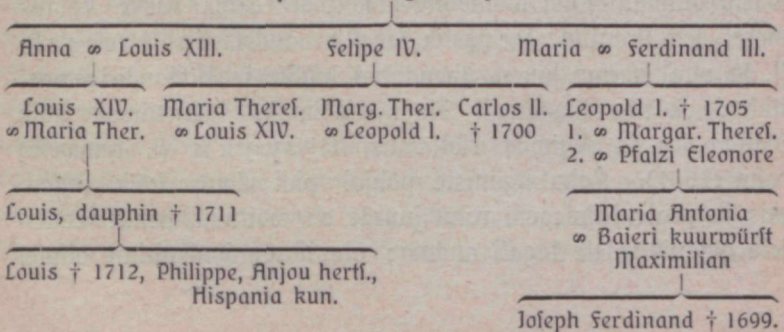 Anna ⚭ Louis XIII. Felipe IV. Maria ⚭ Ferdinand III.
Louis XIV. Maria Theres. Marg. Ther. Carlos II. Leopold I. † 1705
⚭ Maria Ther. ⚭ Louis XIV. ⚭ Leopold I. † 1700 1. ⚭ Margar. Theres.
2. ⚭ Pfalzi Eleonore
Louis, dauphin † 1711 Maria Antonia
⚭ Baieri kuurwürst
Maximilian
Louis † 1712, Philippe, Anjou herts.,
Hispania kun.
Joseph Ferdinand † 1699.